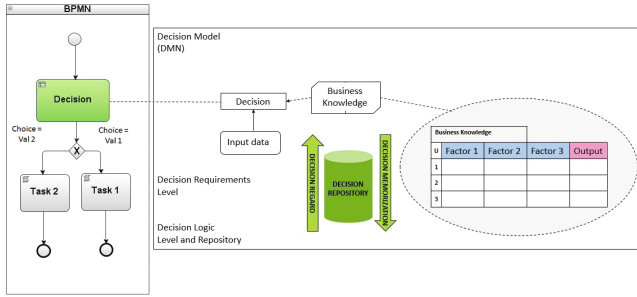 BPMN
Decision
Choice =
Val 2
Choice =
Val 1
X
Task 2
Task 1
Decision Model
(DMN)
Decision
Business
Knowledge
Input data
DECISION REGARD
DECISION
REPOSITORY
DECISION MEMORIZATION
Decision Requirements
Level
Decision Logic
Level and Repository
Business Knowledge
U Factor 1 Factor 2 Factor 3 Output
1
2
3